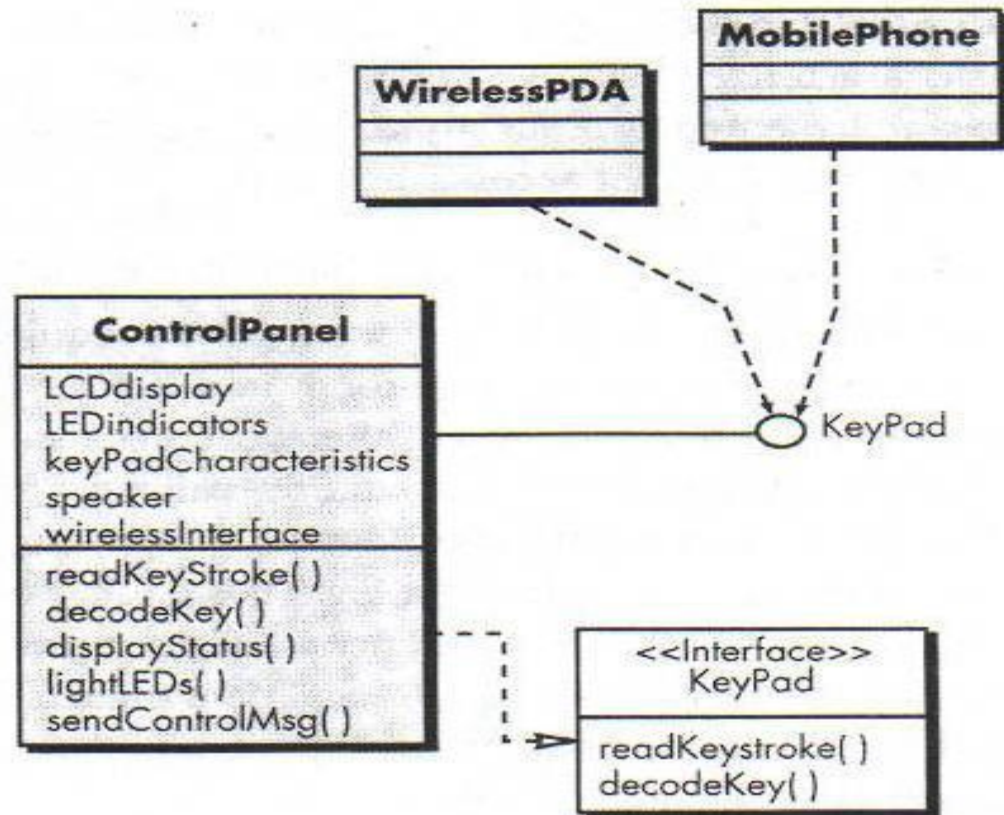 MobilePhone
WirelessPDA
ControlPanel
LCDdisplay
LEDindicators
keyPadCharacteristics
speaker
wirelessInterface
readKeyStroke( )
decodeKey( )
displayStatus( )
lightLEDs( )
sendControlMsg( )
KeyPad
<<Interface>>
KeyPad
readKeystroke( )
decodeKey( )